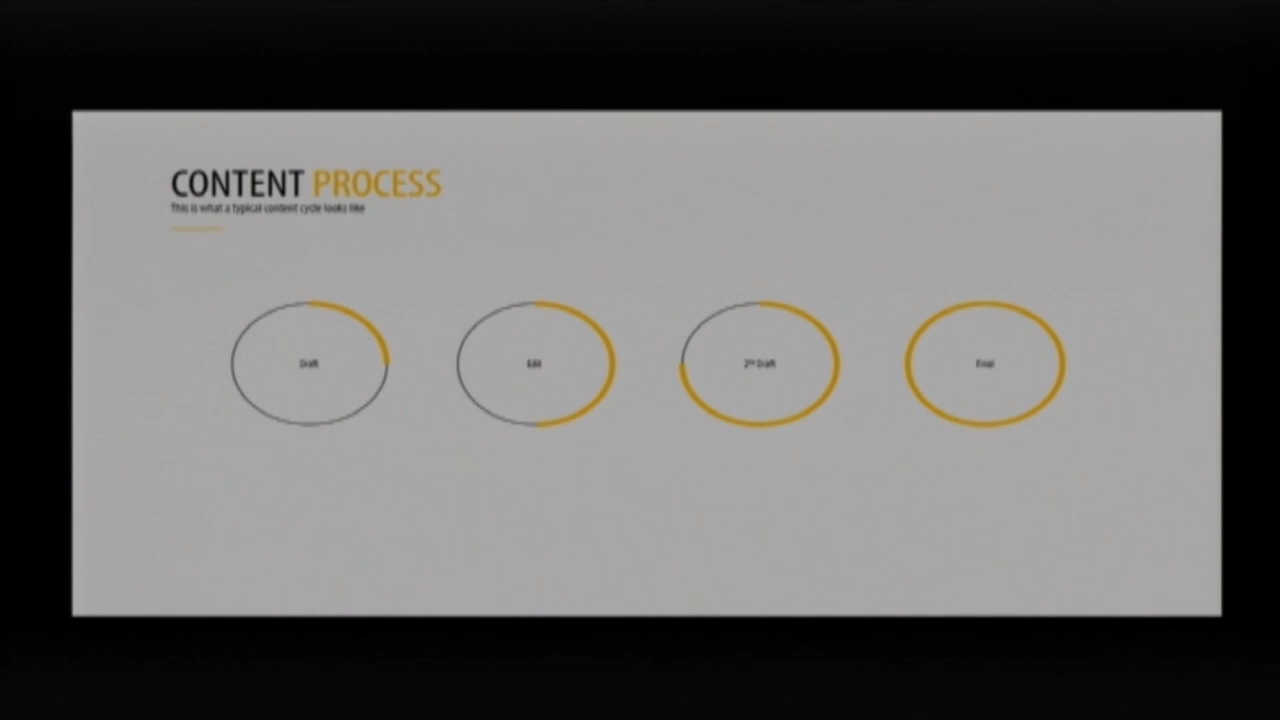 CONTENT PROCESS
This is what a typical content cycle looks like
Draft
Edit
2nd Draft
Final